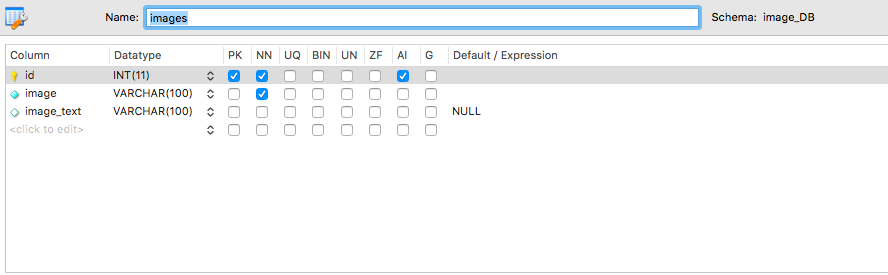 Name: images Schema: image_DB
Column Datatype PK NN UQ BIN UN ZF AI G Default / Expression
id INT(11)
image VARCHAR(100)
image_text VARCHAR(100) NULL
<click to edit>